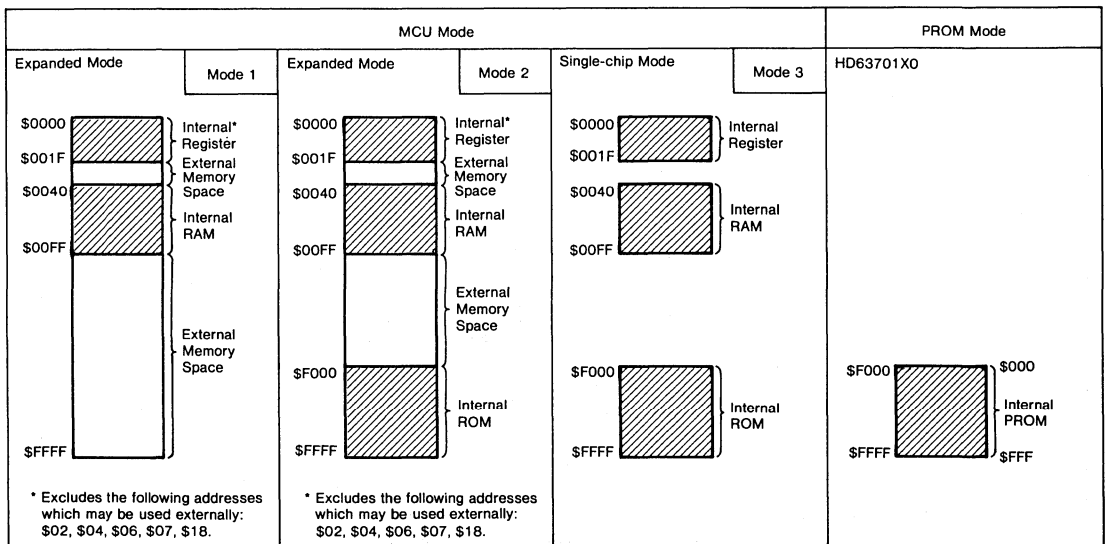 MCU Mode
PROM Mode
Expanded Mode
Mode 1
$0000
Internal*
Register
$001F
External
Memory
Space
$0040
Internal
RAM
$00FF
External
Memory
Space
$FFFF
* Excludes the following addresses
which may be used externally:
$02, $04, $06, $07, $18.
Expanded Mode
Mode 2
$0000
Internal*
Register
$001F
External
Memory
Space
$0040
Internal
RAM
$00FF
External
Memory
Space
$F000
Internal
ROM
$FFFF
* Excludes the following addresses
which may be used externally:
$02, $04, $06, $07, $18.
Single-chip Mode
Mode 3
$0000
Internal
Register
$001F
$0040
Internal
RAM
$00FF
$F000
Internal
ROM
$FFFF
HD63701X0
$F000
$000
Internal
PROM
$FFFF
$FFF